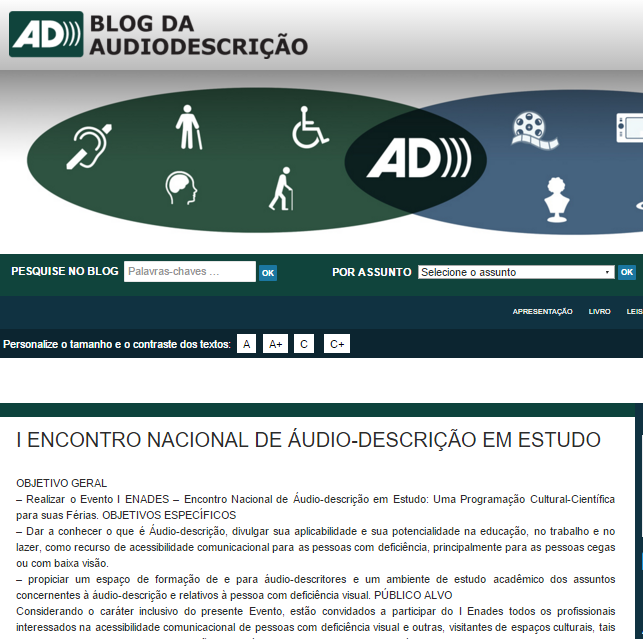 AD)))
BLOG DA
AUDIODESCRIÇÃO
AD)))
PESQUISE NO BLOG
Palavras-chaves ...
OK
POR ASSUNTO
Selecione o assunto
OK
APRESENTAÇÃO
LIVRO
LEIS
Personalize o tamanho e o contraste dos textos:
A
A+
C
C+
I ENCONTRO NACIONAL DE ÁUDIO-DESCRIÇÃO EM ESTUDO
OBJETIVO GERAL
– Realizar o Evento I ENADES – Encontro Nacional de Áudio-descrição em Estudo: Uma Programação Cultural-Científica
para suas Férias. OBJETIVOS ESPECÍFICOS
– Dar a conhecer o que é Áudio-descrição, divulgar sua aplicabilidade e sua potencialidade na educação, no trabalho e no
lazer, como recurso de acessibilidade comunicacional para as pessoas com deficiência, principalmente para as pessoas cegas
ou com baixa visão.
– propiciar um espaço de formação de e para áudio-descritores e um ambiente de estudo acadêmico dos assuntos
concernentes à áudio-descrição e relativos à pessoa com deficiência visual. PÚBLICO ALVO
Considerando o caráter inclusivo do presente Evento, estão convidados a participar do I Enades todos os profissionais
interessados na acessibilidade comunicacional de pessoas com deficiência visual e outras, visitantes de espaços culturais, tais